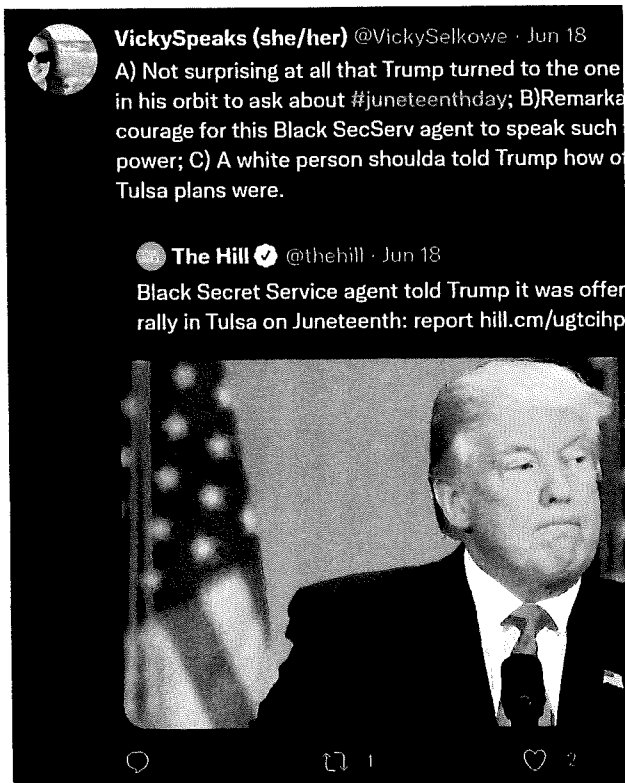 VickySpeaks (she/her) @VickySelkowe · Jun 18
A) Not surprising at all that Trump turned to the one
in his orbit to ask about #juneteenthday; B)Remarka
courage for this Black SecServ agent to speak such
power; C) A white person shoulda told Trump how of
Tulsa plans were.
The Hill @thehill · Jun 18
Black Secret Service agent told Trump it was offen
rally in Tulsa on Juneteenth: report hill.cm/ugtcihp
1
2